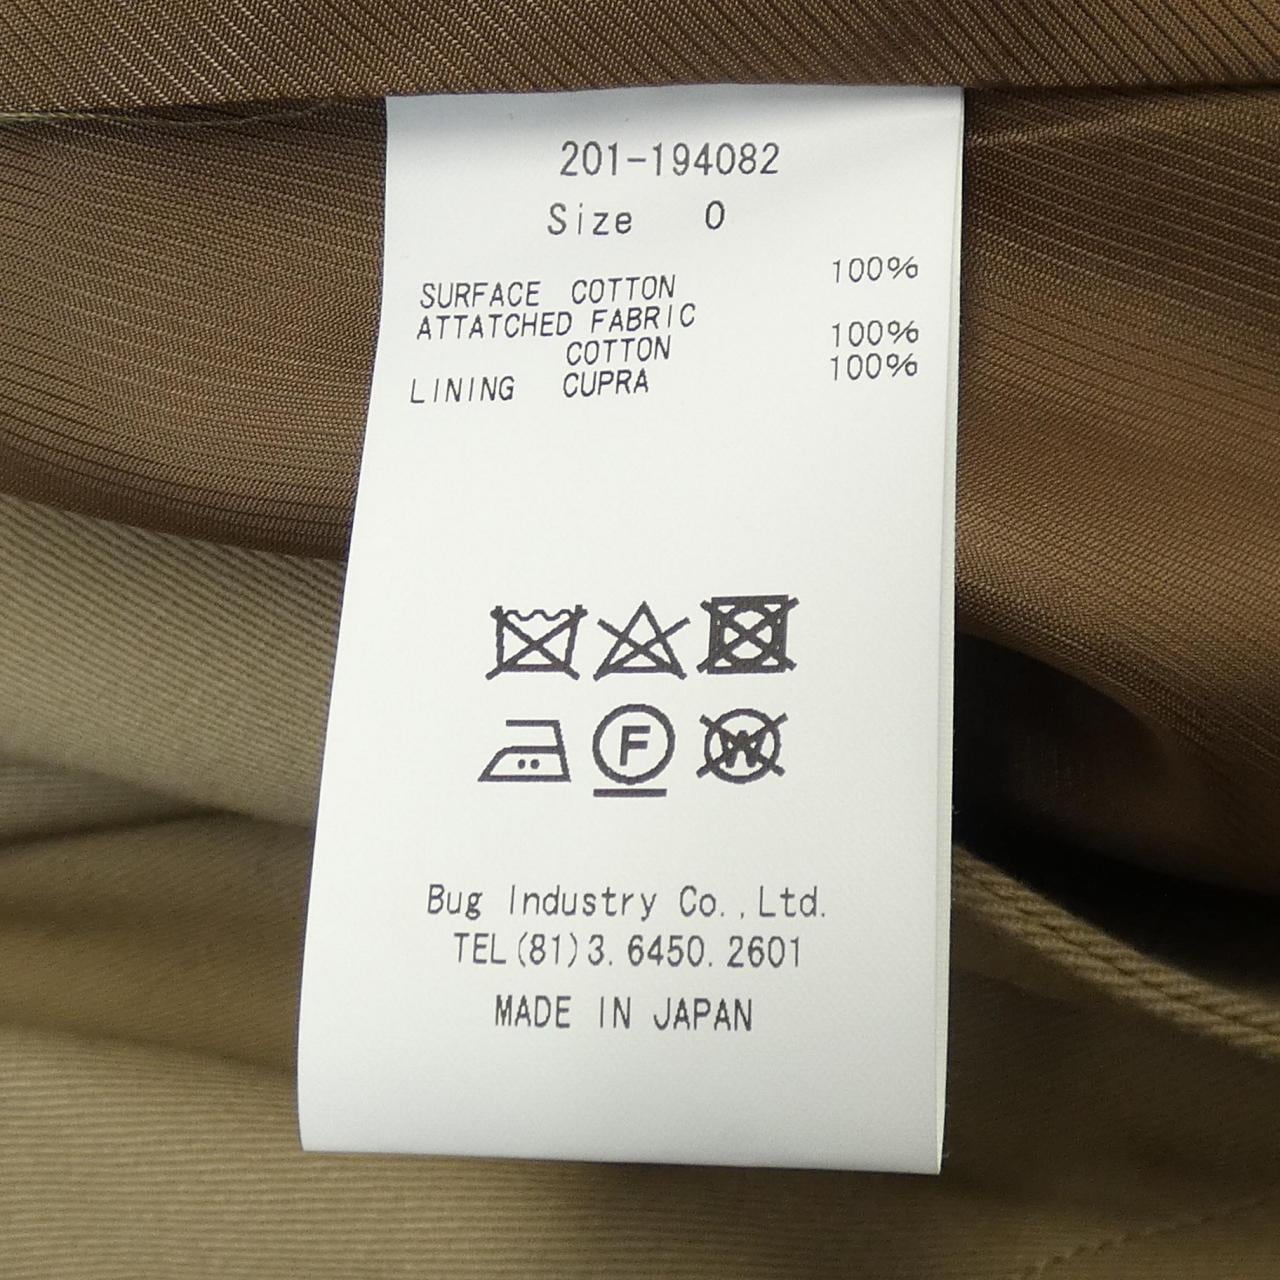 201-194082
Size 0
SURFACE COTTON 100%
ATTATCHED FABRIC
COTTON 100%
LINING CUPRA 100%
F
W
Bug Industry Co.,Ltd.
TEL(81)3.6450.2601
MADE IN JAPAN